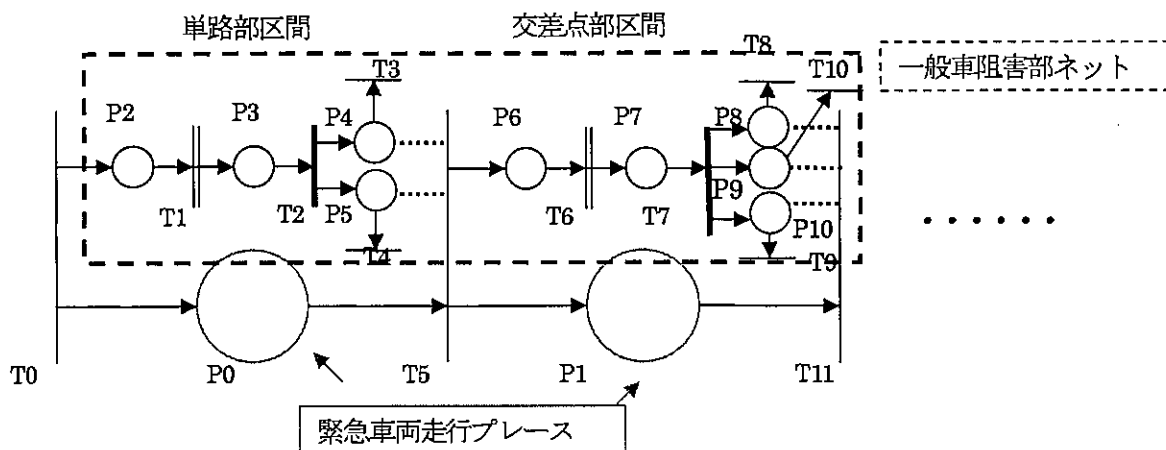 単路部区間
交差点部区間
T8
T3
T10
一般車阻害部ネット
P2
P3
P4
P6
P7
P8
T1
T2
P5
T6
T7
P9
P10
T4
T9
T0
P0
T5
P1
T11
緊急車両走行プレース